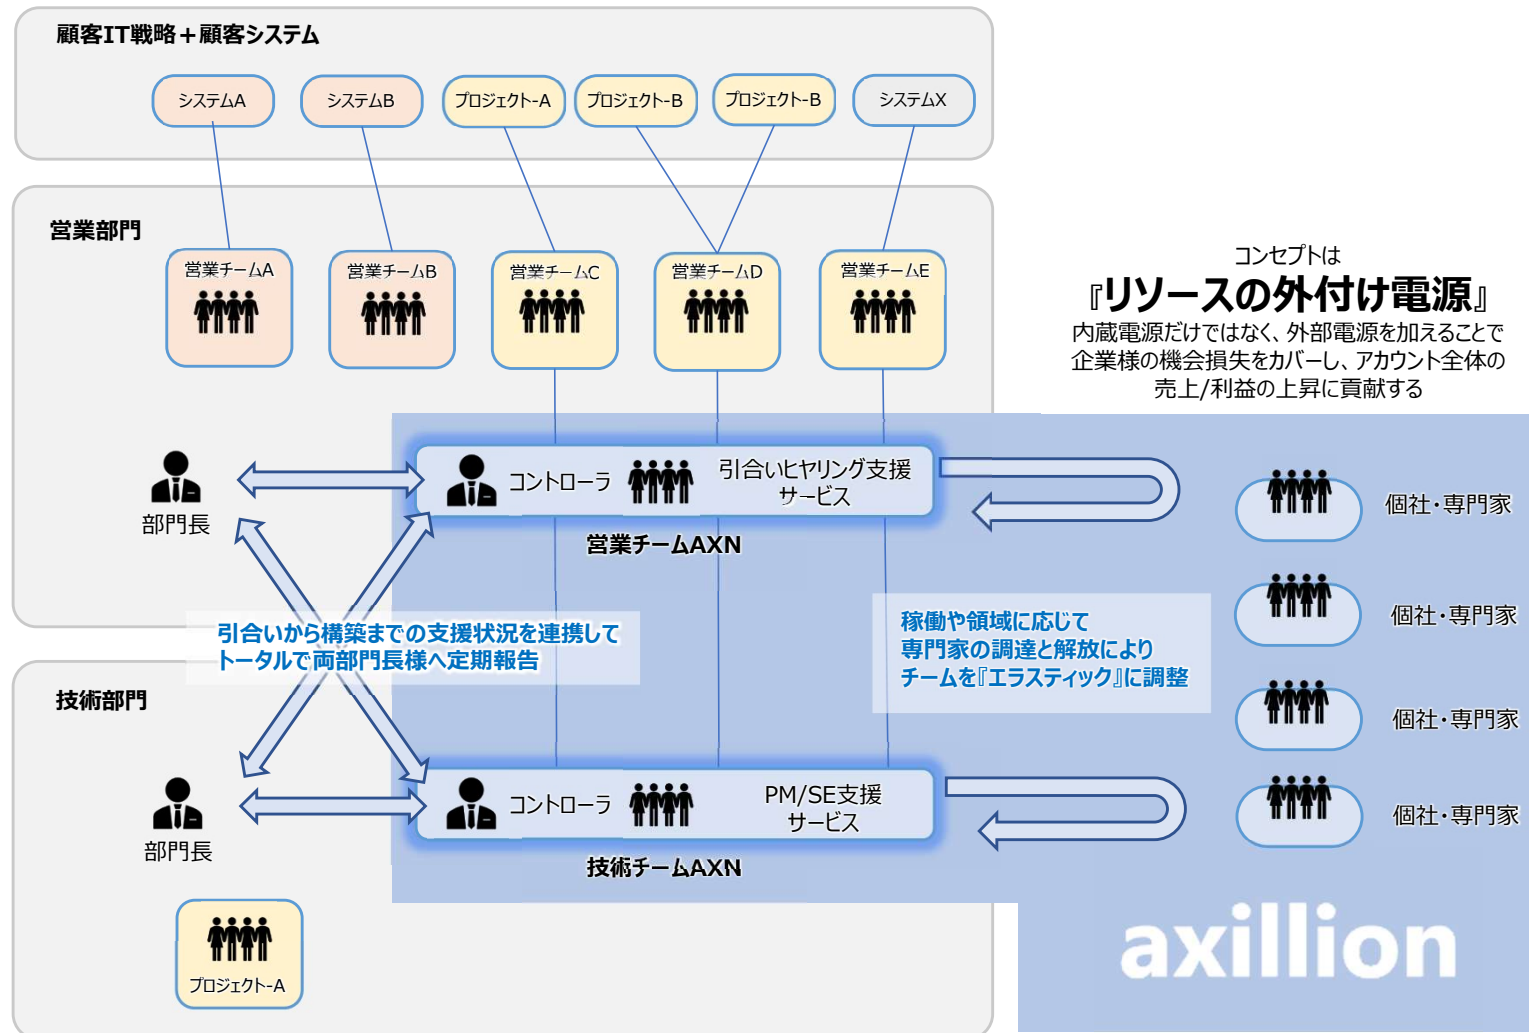 顧客IT戦略＋顧客システム
システムA
システムB
プロジェクト-A
プロジェクト-B
プロジェクト-B
システムX
営業部門
営業チームA
営業チームB
営業チームC
営業チームD
営業チームE
コンセプトは
『リソースの外付け電源』
内蔵電源だけではなく、外部電源を加えることで
企業様の機会損失をカバーし、アカウント全体の
売上/利益の上昇に貢献する
部門長
コントローラ
引合いヒヤリング支援
サービス
営業チームAXN
個社・専門家
個社・専門家
個社・専門家
個社・専門家
引合いから構築までの支援状況を連携して
トータルで両部門長様へ定期報告
稼働や領域に応じて
専門家の調達と解放により
チームを『エラスティック』に調整
技術部門
部門長
コントローラ
PM/SE支援
サービス
技術チームAXN
プロジェクト-A
axillion